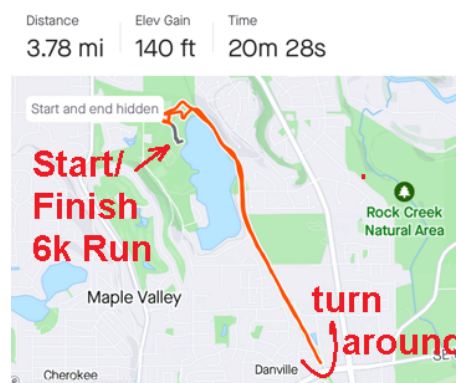 Distance
Elev Gain
Time
3.78 mi
140 ft
20m 28s
Start and end hidden
Start/
Finish
6k Run
Rock Creek
Natural Area
Maple Valley
turn
around
Danville
SE
Cherokee